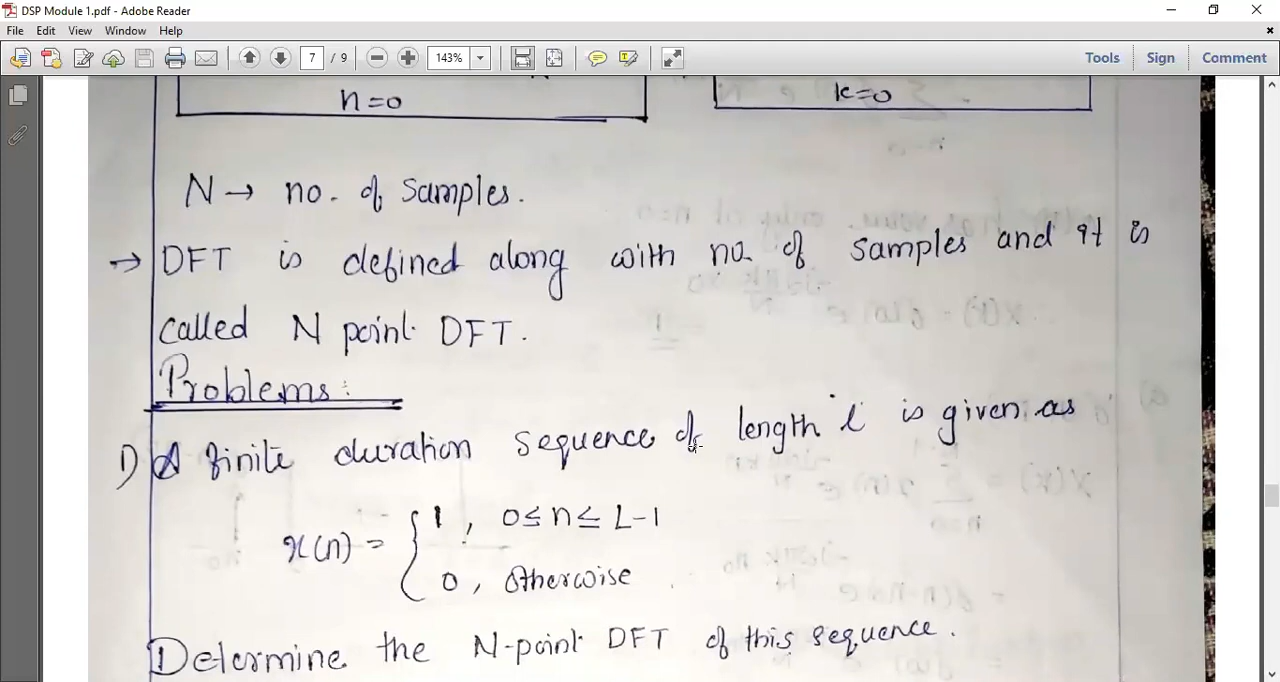 DSP Module 1.pdf - Adobe Reader
File Edit View Window Help
7 / 9 143% Tools Sign Comment
n=0 k=0
N → no. of samples.
→ DFT is defined along with no. of samples and it is
called N point DFT.
Problems:
1) A finite duration sequence of length L is given as
x(n) = { 1, 0≤n≤L-1
0, otherwise
Determine the N-point DFT of this sequence.